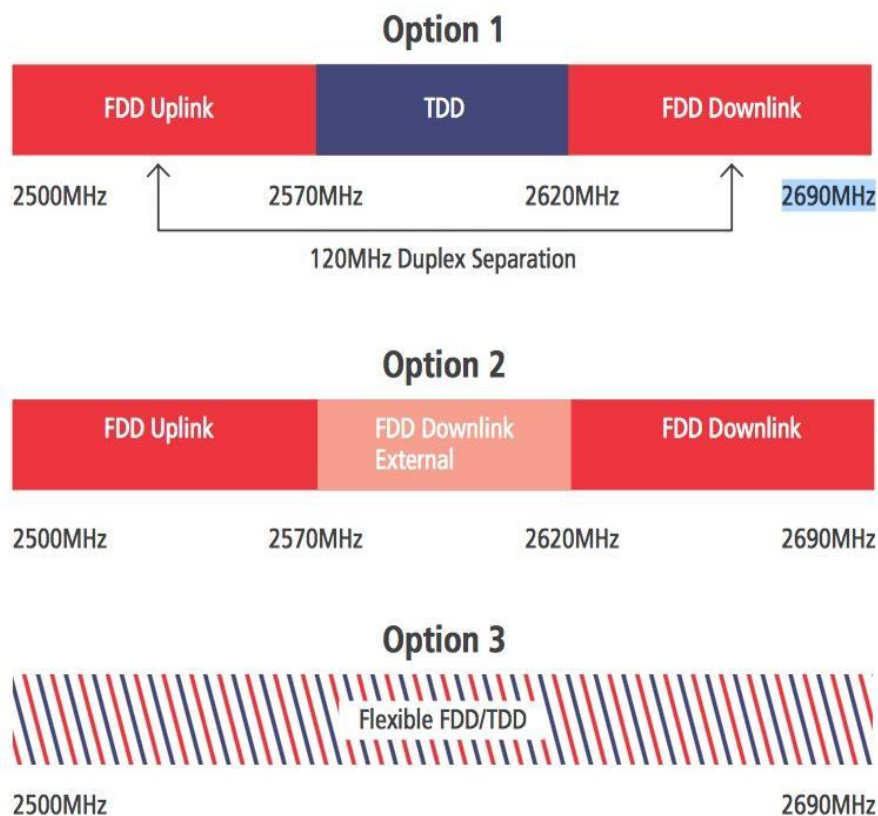 Option 1
FDD Uplink
TDD
FDD Downlink
2500MHz
2570MHz
2620MHz
2690MHz
120MHz Duplex Separation
Option 2
FDD Uplink
FDD Downlink
External
FDD Downlink
2500MHz
2570MHz
2620MHz
2690MHz
Option 3
Flexible FDD/TDD
2500MHz
2690MHz